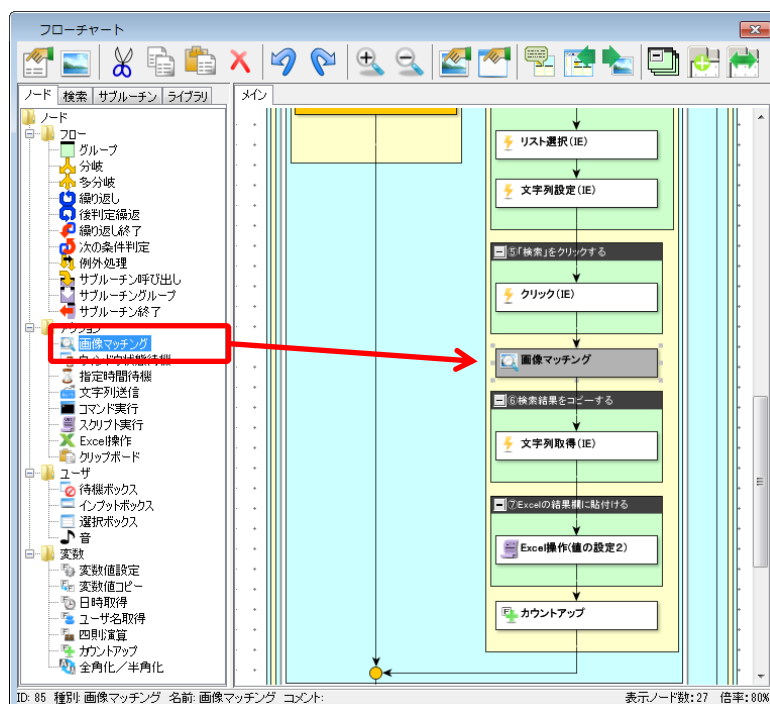 フローチャート
ノード 検索 サブルーチン ライブラリ
メイン
ノード
フロー
グループ
分岐
多分岐
繰り返し
後判定繰返
繰り返し終了
次の条件判定
例外処理
サブルーチン呼び出し
サブルーチングループ
サブルーチン終了
アクション
画像マッチング
ウィンドウ状態待機
指定時間待機
文字列送信
コマンド実行
スクリプト実行
Excel操作
クリップボード
ユーザ
待機ボックス
インプットボックス
選択ボックス
音
変数
変数値設定
変数値コピー
日時取得
ユーザ名取得
四則演算
カウントアップ
全角化／半角化
リスト選択(IE)
文字列設定(IE)
⑤「検索」をクリックする
クリック(IE)
画像マッチング
⑥検索結果をコピーする
文字列取得(IE)
⑦Excelの結果欄に貼付ける
Excel操作(値の設定2)
カウントアップ
ID: 85 種別: 画像マッチング 名前: 画像マッチング コメント:
表示ノード数: 27 倍率: 80%